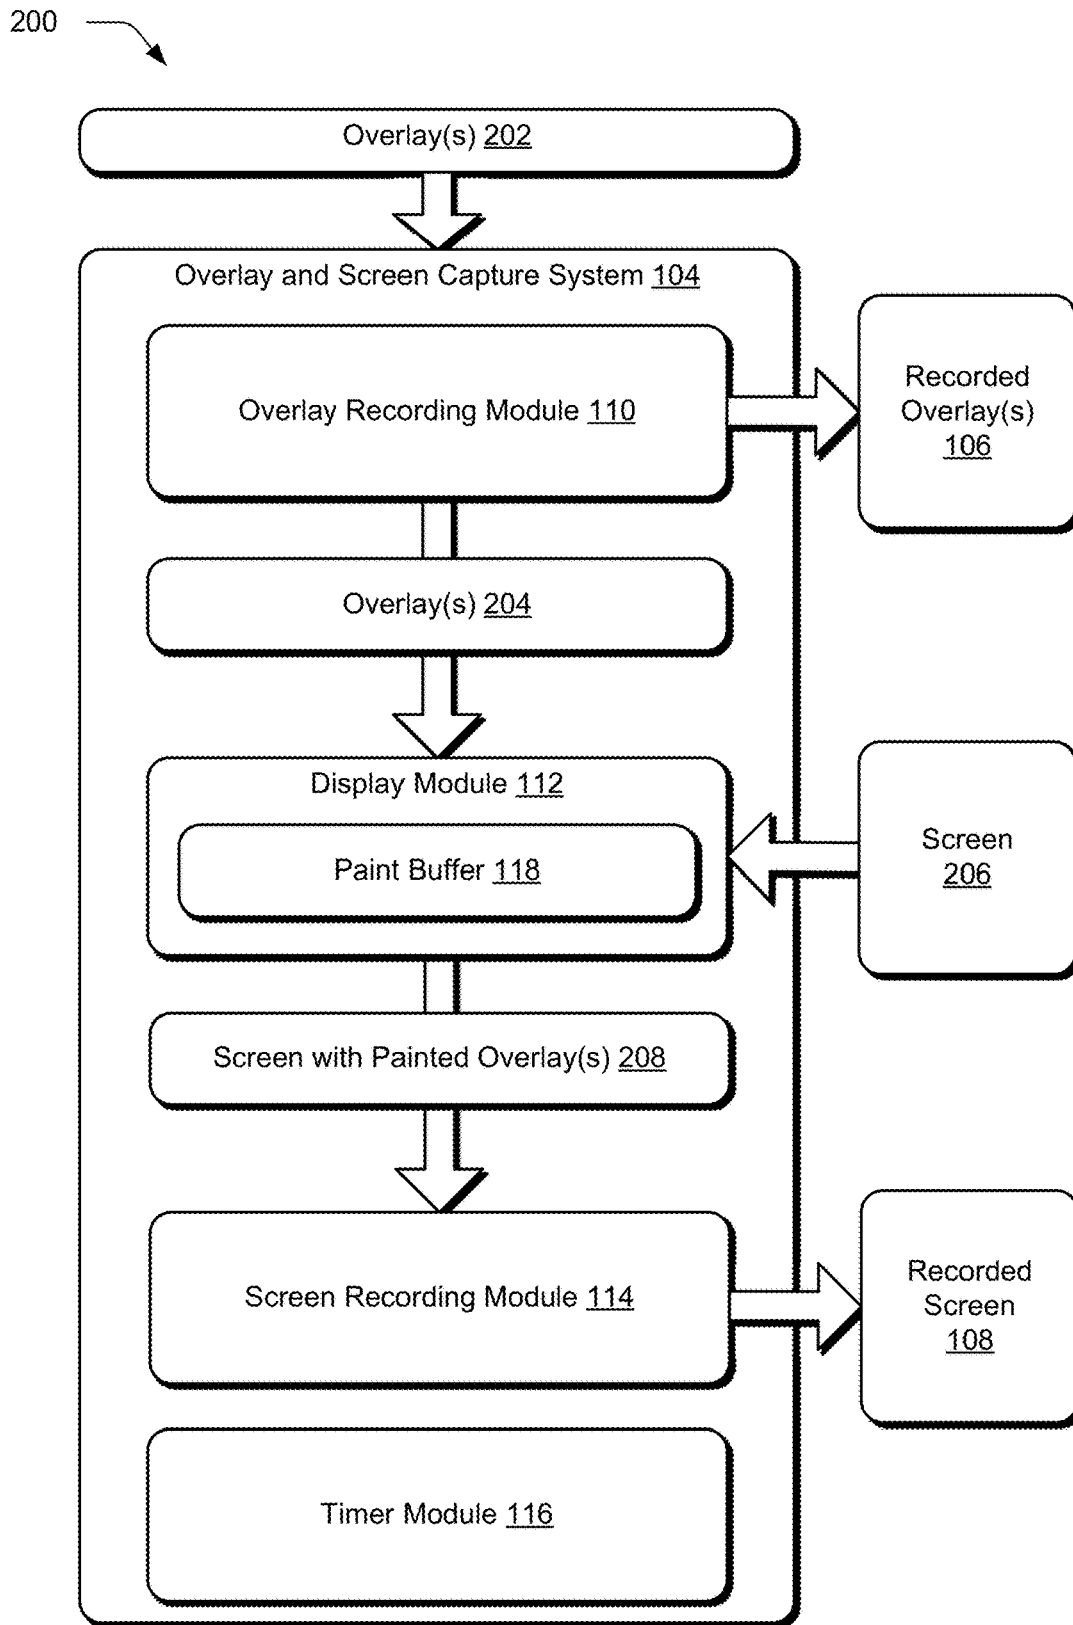 200
Overlay(s) 202
Overlay and Screen Capture System 104
Overlay Recording Module 110
Recorded
Overlay(s)
106
Overlay(s) 204
Display Module 112
Paint Buffer 118
Screen
206
Screen with Painted Overlay(s) 208
Screen Recording Module 114
Recorded
Screen
108
Timer Module 116